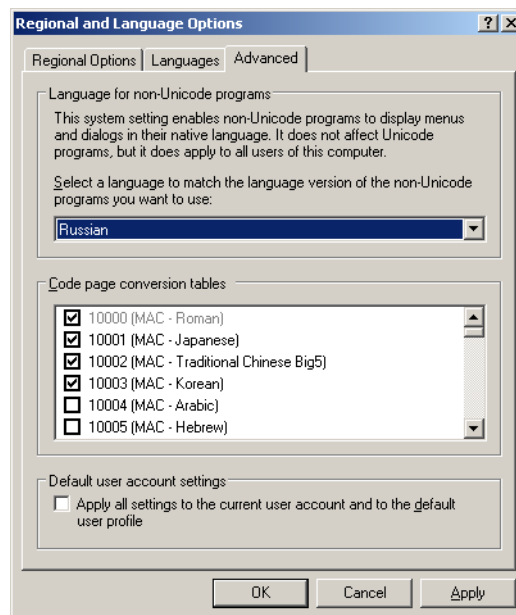 Regional and Language Options
Regional Options
Languages
Advanced
Language for non-Unicode programs
This system setting enables non-Unicode programs to display menus
and dialogs in their native language. It does not affect Unicode
programs, but it does apply to all users of this computer.
Select a language to match the language version of the non-Unicode
programs you want to use:
Russian
Code page conversion tables
10000 (MAC - Roman)
10001 (MAC - Japanese)
10002 (MAC - Traditional Chinese Big5)
10003 (MAC - Korean)
10004 (MAC - Arabic)
10005 (MAC - Hebrew)
Default user account settings
Apply all settings to the current user account and to the default
user profile
OK
Cancel
Apply